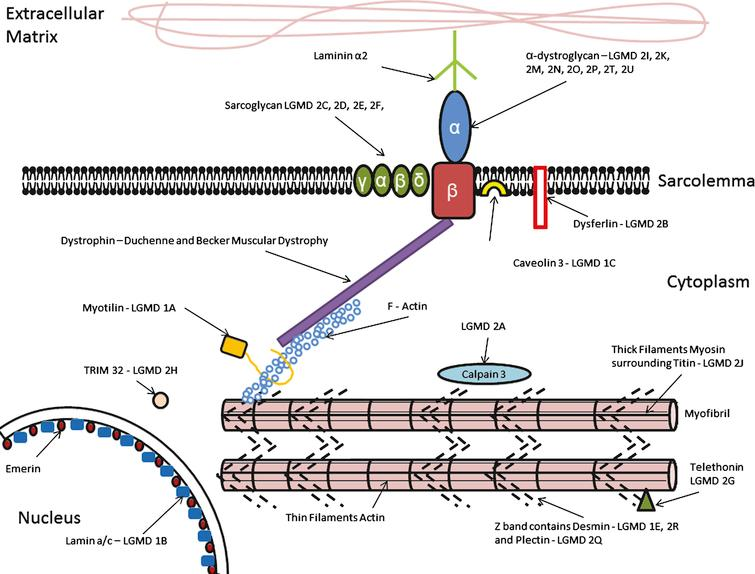 Extracellular
Matrix
Laminin α2
α-dystroglycan – LGMD 2I, 2K,
2M, 2N, 2O, 2P, 2T, 2U
Sarcoglycan LGMD 2C, 2D, 2E, 2F,
α
γ α β δ
β
Sarcolemma
Dysferlin - LGMD 2B
Dystrophin – Duchenne and Becker Muscular Dystrophy
Caveolin 3 - LGMD 1C
Cytoplasm
Myotilin - LGMD 1A
F - Actin
LGMD 2A
Thick Filaments Myosin
surrounding Titin - LGMD 2J
TRIM 32 - LGMD 2H
Calpain 3
Myofibril
Emerin
Telethonin
LGMD 2G
Nucleus
Thin Filaments Actin
Z band contains Desmin - LGMD 1E, 2R
and Plectin - LGMD 2Q
Lamin a/c – LGMD 1B